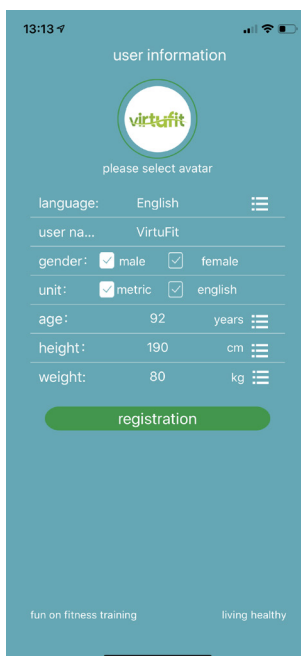 13:13
user information
virtufit
please select avatar
language: English
user na... VirtuFit
gender: male female
unit: metric english
age: 92 years
height: 190 cm
weight: 80 kg
registration
fun on fitness training living healthy